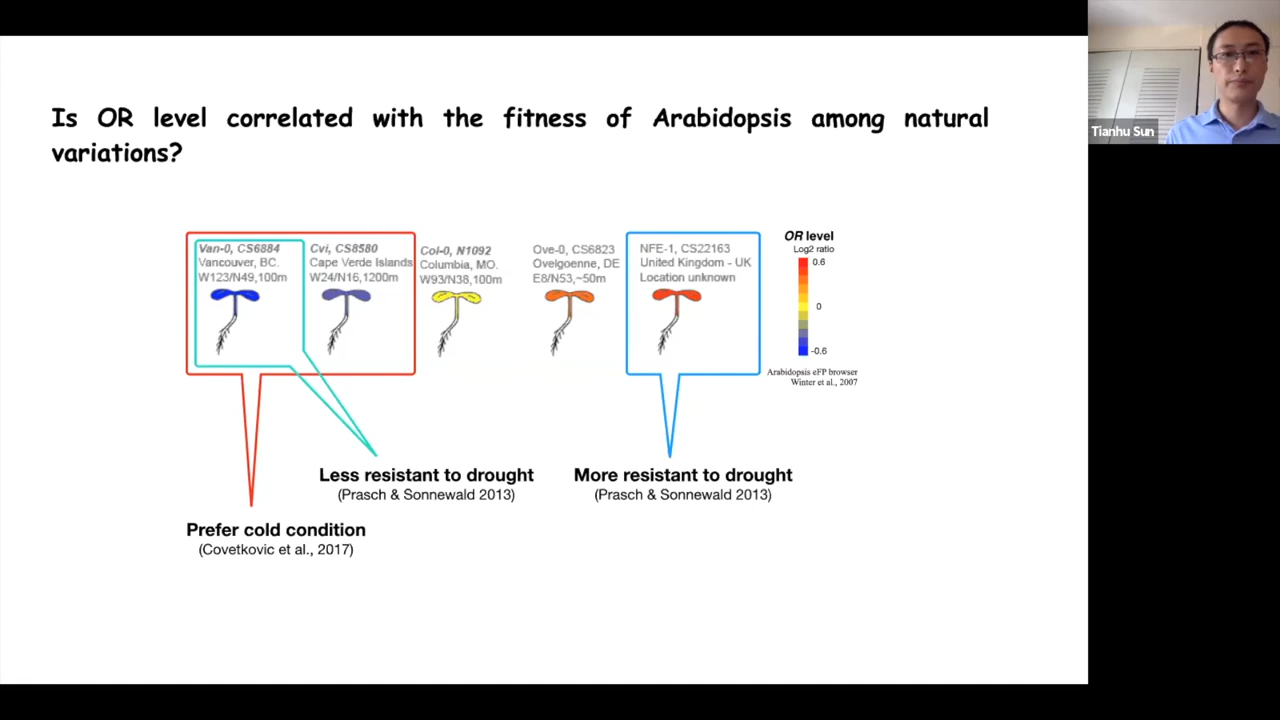 Is OR level correlated with the fitness of Arabidopsis among natural
variations?
Van-0, CS6884
Vancouver, BC.
W123/N49,100m
Cvi, CS8580
Cape Verde Islands
W24/N16,1200m
Col-0, N1092
Columbia, MO.
W93/N38,100m
Ove-0, CS6823
Ovelgoenne, DE
E8/N53,~50m
NFE-1, CS22163
United Kingdom - UK
Location unknown
OR level
Log2 ratio
0.6
0
-0.6
Arabidopsis eFP browser
Winter et al., 2007
Less resistant to drought
(Prasch & Sonnewald 2013)
More resistant to drought
(Prasch & Sonnewald 2013)
Prefer cold condition
(Covetkovic et al., 2017)
Tianhu Sun